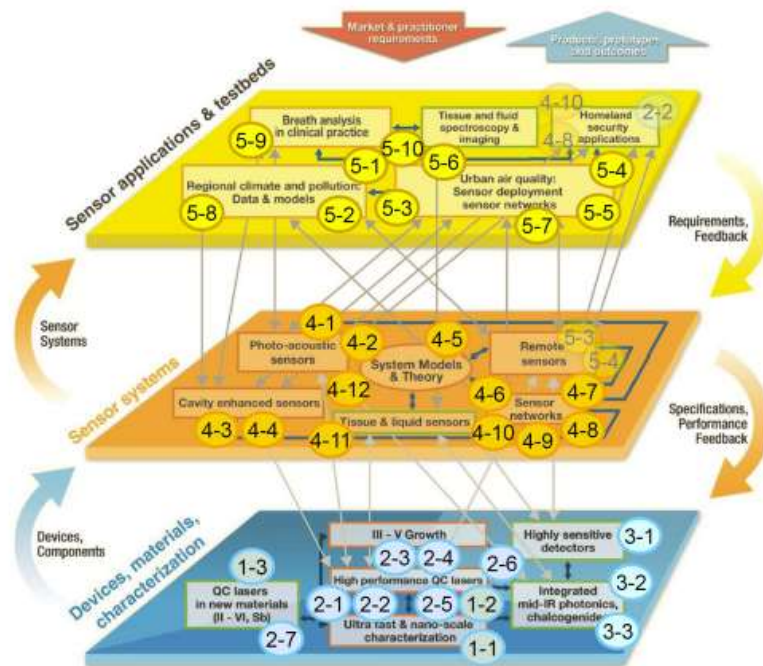 Market & practitioner
requirements
Products, prototypes
and outcomes
Sensor applications & testbeds
Breath analysis
in clinical practice
Tissue and fluid
spectroscopy &
imaging
4-10
2-2
Homeland
security
applications
4-8
5-9
5-10
5-1
5-6
5-4
Regional climate and pollution:
Data & models
Urban air quality:
Sensor deployment
sensor networks
5-8
5-2
5-3
5-7
5-5
Requirements,
Feedback
Sensor
Systems
Sensor systems
4-1
4-2
4-5
Photo-acoustic
sensors
System Models
& Theory
Remote
sensors
5-3
5-4
4-12
4-6
4-7
Cavity enhanced sensors
Tissue & liquid sensors
Sensor
networks
4-3
4-4
4-11
4-10
4-9
4-8
Specifications,
Performance
Feedback
Devices,
Components
Devices, materials,
characterization
III - V Growth
Highly sensitive
detectors
3-1
1-3
2-3
2-4
2-6
High performance QC lasers
QC lasers
in new materials
(II - VI, Sb)
2-1
2-2
2-5
1-2
Integrated
mid-IR photonics,
chalcogenide
3-2
3-3
2-7
Ultra fast & nano-scale
characterization
1-1